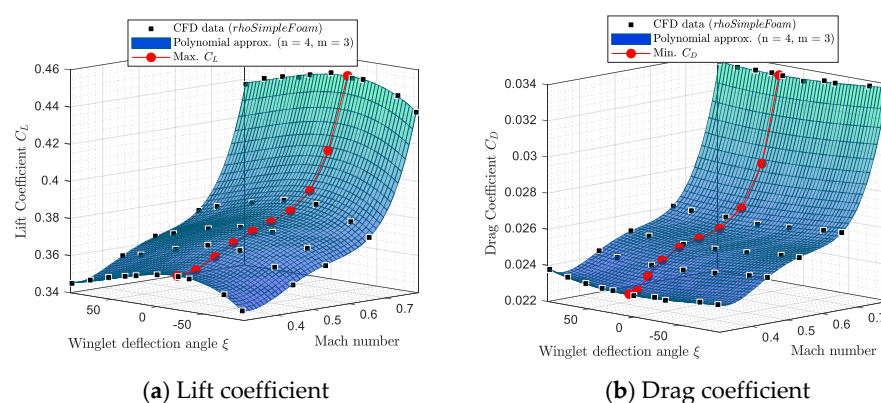 CFD data (rhoSimpleFoam)
Polynomial approx. (n = 4, m = 3)
Max. C_L
0.46
0.44
0.42
0.4
0.38
0.36
0.34
Lift Coefficient C_L
50
0
-50
Winglet deflection angle ξ
0.4
0.5
0.6
0.7
Mach number
(a) Lift coefficient
CFD data (rhoSimpleFoam)
Polynomial approx. (n = 4, m = 3)
Min. C_D
0.034
0.032
0.03
0.028
0.026
0.024
0.022
Drag Coefficient C_D
50
0
-50
Winglet deflection angle ξ
0.4
0.5
0.6
0.7
Mach number
(b) Drag coefficient